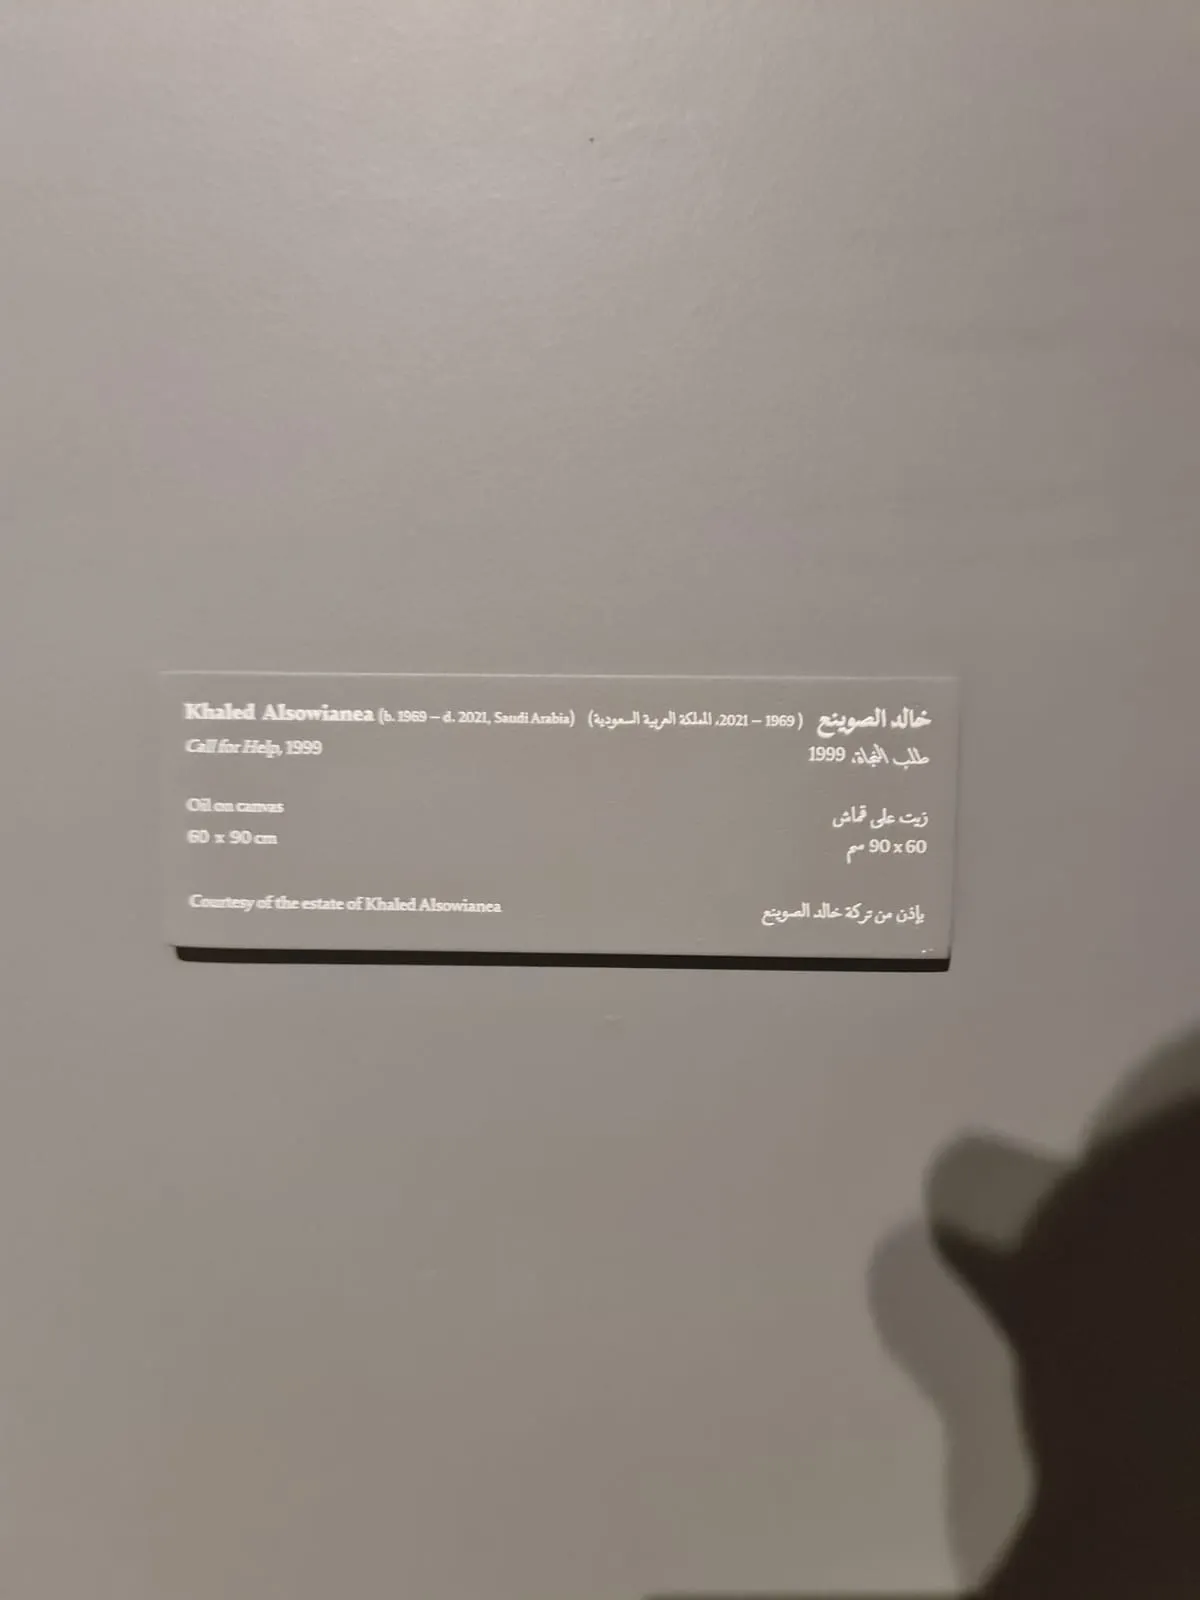 Khaled Alsowianea (b. 1969 – d. 2021, Saudi Arabia)
Call for Help, 1999
Oil on canvas
60 x 90 cm
Courtesy of the estate of Khaled Alsowianea
خالد الصوينع (1969 – 2021، المملكة العربية السعودية)
طلب النجاة، 1999
زيت على قماش
60 x 90 سم
بإذن من تركة خالد الصوينع